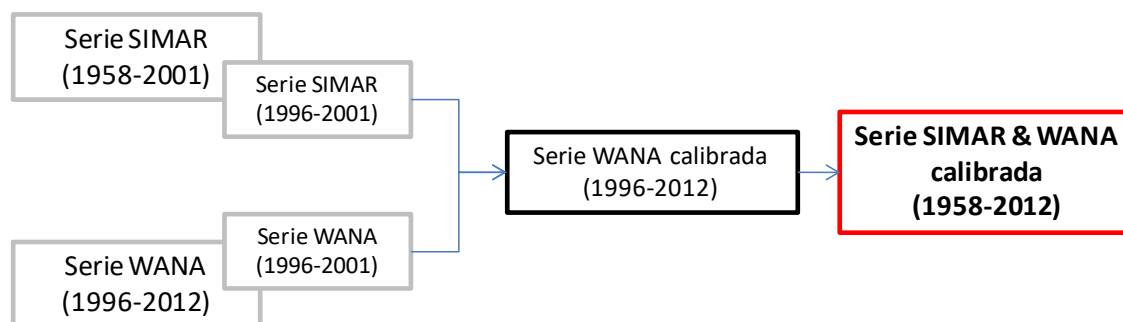 Serie SIMAR
(1958-2001)
Serie SIMAR
(1996-2001)
Serie WANA
(1996-2001)
Serie WANA
(1996-2012)
Serie WANA calibrada
(1996-2012)
Serie SIMAR & WANA
calibrada
(1958-2012)